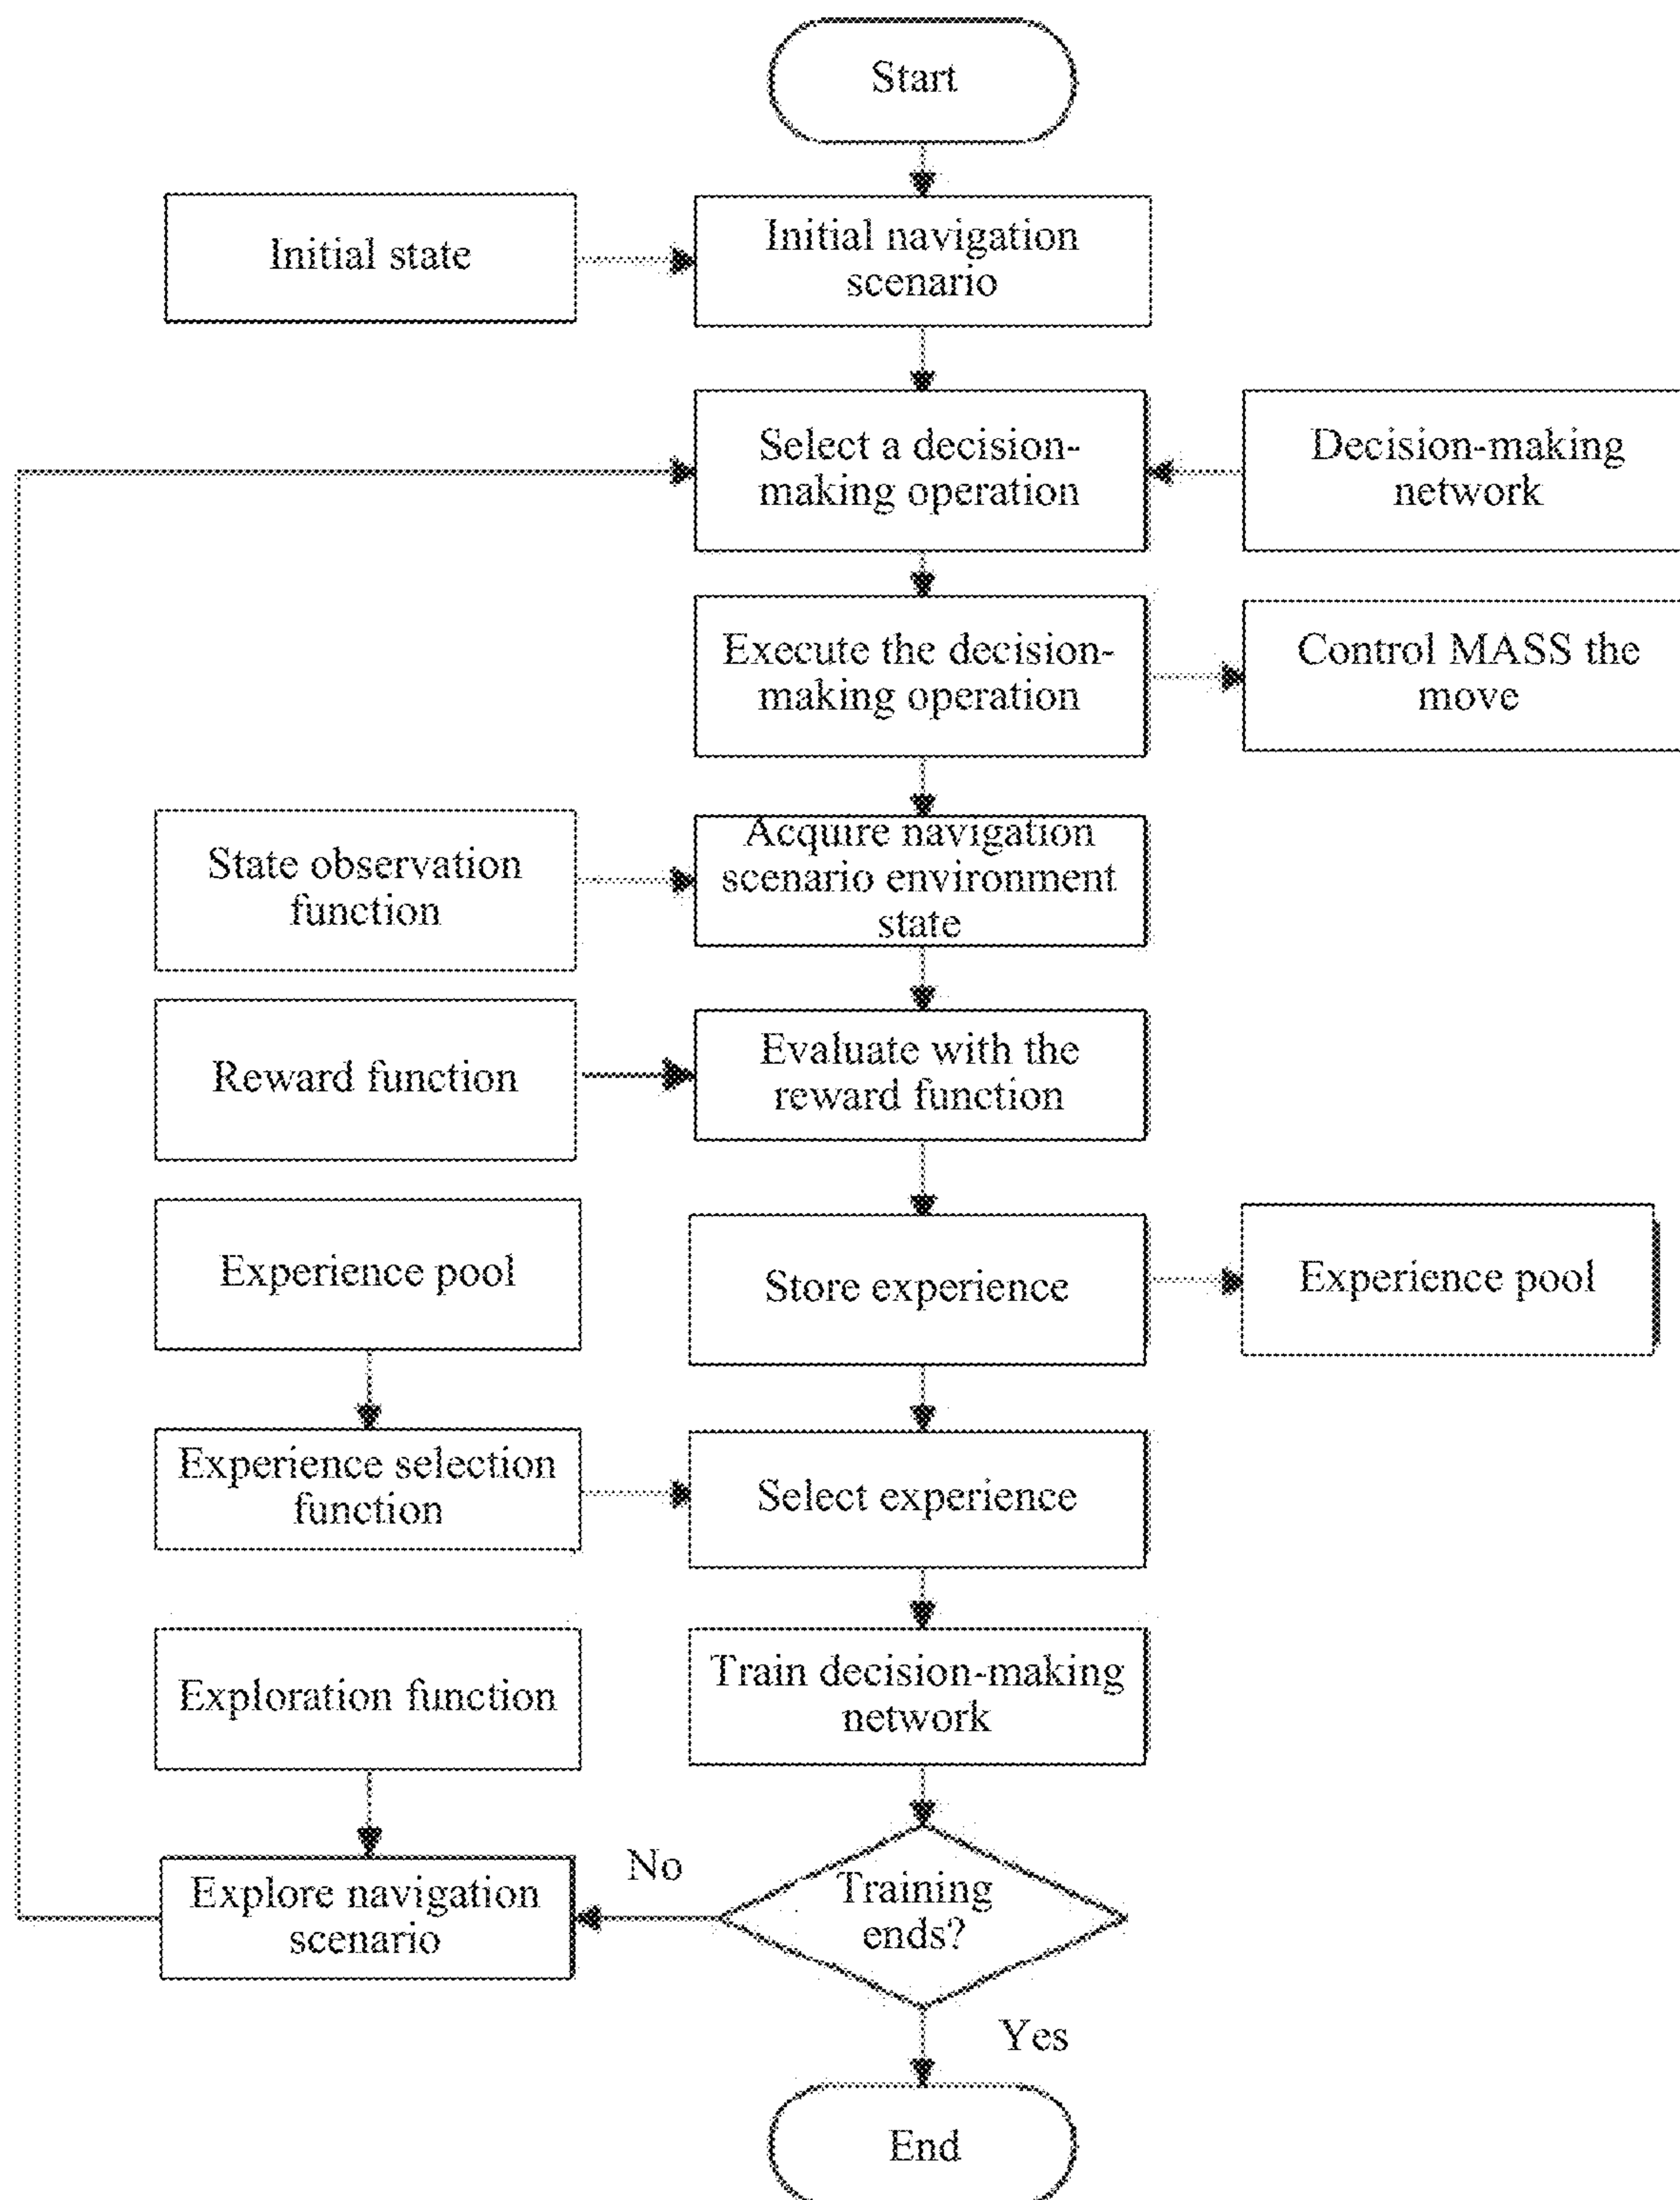 Start
Initial state
Initial navigation
scenario
Select a decision-
making operation
Decision-making
network
Execute the decision-
making operation
Control MASS the
move
State observation
function
Acquire navigation
scenario environment
state
Reward function
Evaluate with the
reward function
Experience pool
Store experience
Experience pool
Experience selection
function
Select experience
Exploration function
Train decision-making
network
Explore navigation
scenario
No
Training
ends?
Yes
End